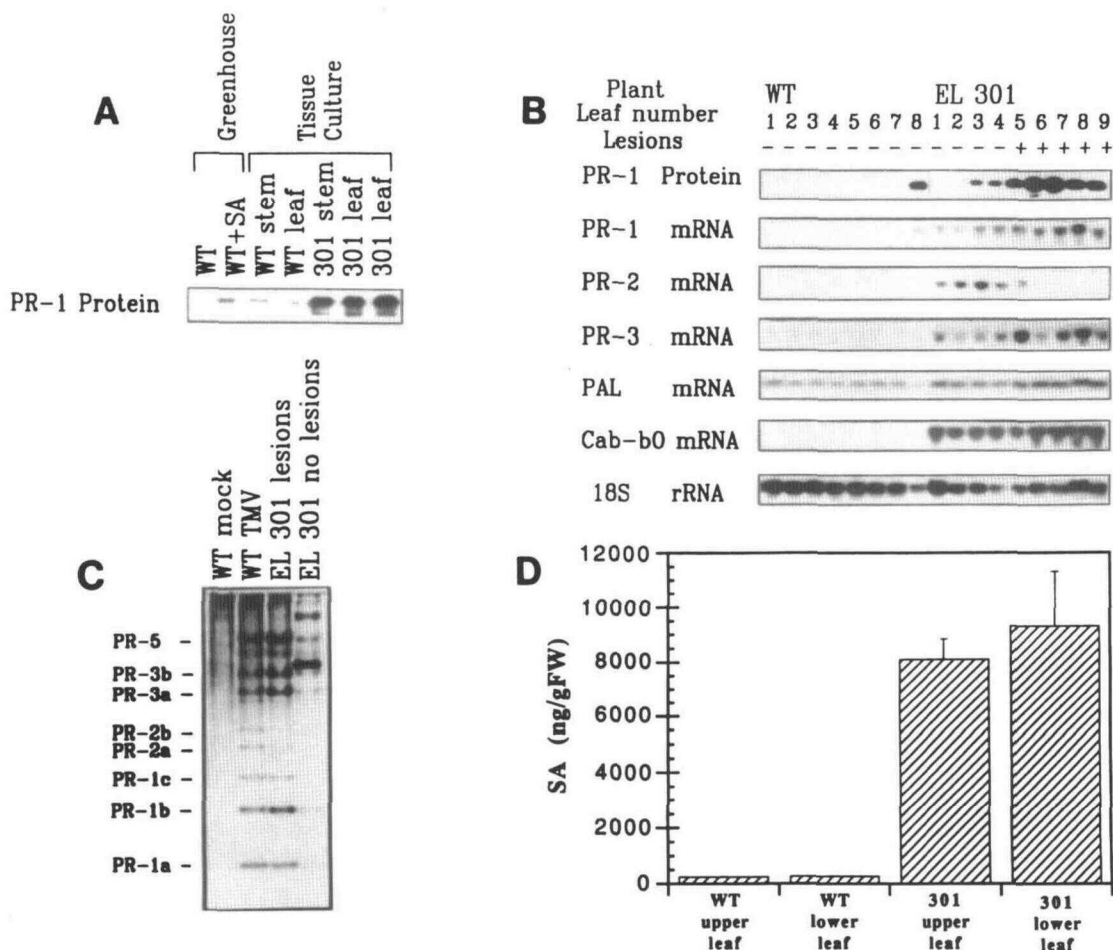 A
Greenhouse
Tissue
Culture
WT
WT+SA
WT stem
WT leaf
301 stem
301 leaf
301 leaf
PR-1 Protein
B
Plant WT EL 301
Leaf number 1 2 3 4 5 6 7 8 1 2 3 4 5 6 7 8 9
Lesions - - - - - - - - - - - - + + + + +
PR-1 Protein
PR-1 mRNA
PR-2 mRNA
PR-3 mRNA
PAL mRNA
Cab-b0 mRNA
18S rRNA
C
WT mock
WT TMV
EL 301 lesions
EL 301 no lesions
PR-5 -
PR-3b -
PR-3a -
PR-2b -
PR-2a -
PR-1c -
PR-1b -
PR-1a -
D
SA (ng/gFW)
12000
10000
8000
6000
4000
2000
0
WT upper leaf
WT lower leaf
301 upper leaf
301 lower leaf